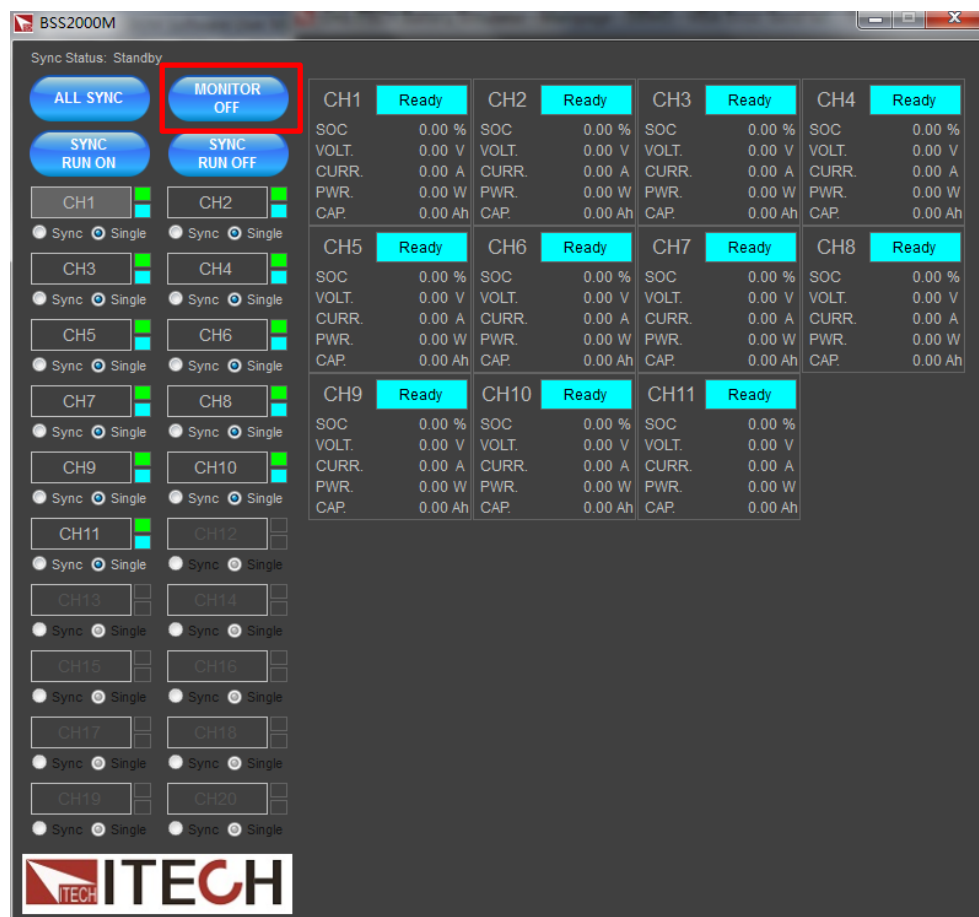 BSS2000M
Sync Status: Standby
ALL SYNC
MONITOR OFF
SYNC RUN ON
SYNC RUN OFF
CH1 CH2
Sync Single Sync Single
CH3 CH4
Sync Single Sync Single
CH5 CH6
Sync Single Sync Single
CH7 CH8
Sync Single Sync Single
CH9 CH10
Sync Single Sync Single
CH11 CH12
Sync Single Sync Single
CH13 CH14
Sync Single Sync Single
CH15 CH16
Sync Single Sync Single
CH17 CH18
Sync Single Sync Single
CH19 CH20
Sync Single Sync Single
ITECH ITECH
CH1 Ready CH2 Ready CH3 Ready CH4 Ready
SOC 0.00 % SOC 0.00 % SOC 0.00 % SOC 0.00 %
VOLT. 0.00 V VOLT. 0.00 V VOLT. 0.00 V VOLT. 0.00 V
CURR. 0.00 A CURR. 0.00 A CURR. 0.00 A CURR. 0.00 A
PWR. 0.00 W PWR. 0.00 W PWR. 0.00 W PWR. 0.00 W
CAP. 0.00 Ah CAP. 0.00 Ah CAP. 0.00 Ah CAP. 0.00 Ah
CH5 Ready CH6 Ready CH7 Ready CH8 Ready
SOC 0.00 % SOC 0.00 % SOC 0.00 % SOC 0.00 %
VOLT. 0.00 V VOLT. 0.00 V VOLT. 0.00 V VOLT. 0.00 V
CURR. 0.00 A CURR. 0.00 A CURR. 0.00 A CURR. 0.00 A
PWR. 0.00 W PWR. 0.00 W PWR. 0.00 W PWR. 0.00 W
CAP. 0.00 Ah CAP. 0.00 Ah CAP. 0.00 Ah CAP. 0.00 Ah
CH9 Ready CH10 Ready CH11 Ready
SOC 0.00 % SOC 0.00 % SOC 0.00 %
VOLT. 0.00 V VOLT. 0.00 V VOLT. 0.00 V
CURR. 0.00 A CURR. 0.00 A CURR. 0.00 A
PWR. 0.00 W PWR. 0.00 W PWR. 0.00 W
CAP. 0.00 Ah CAP. 0.00 Ah CAP. 0.00 Ah